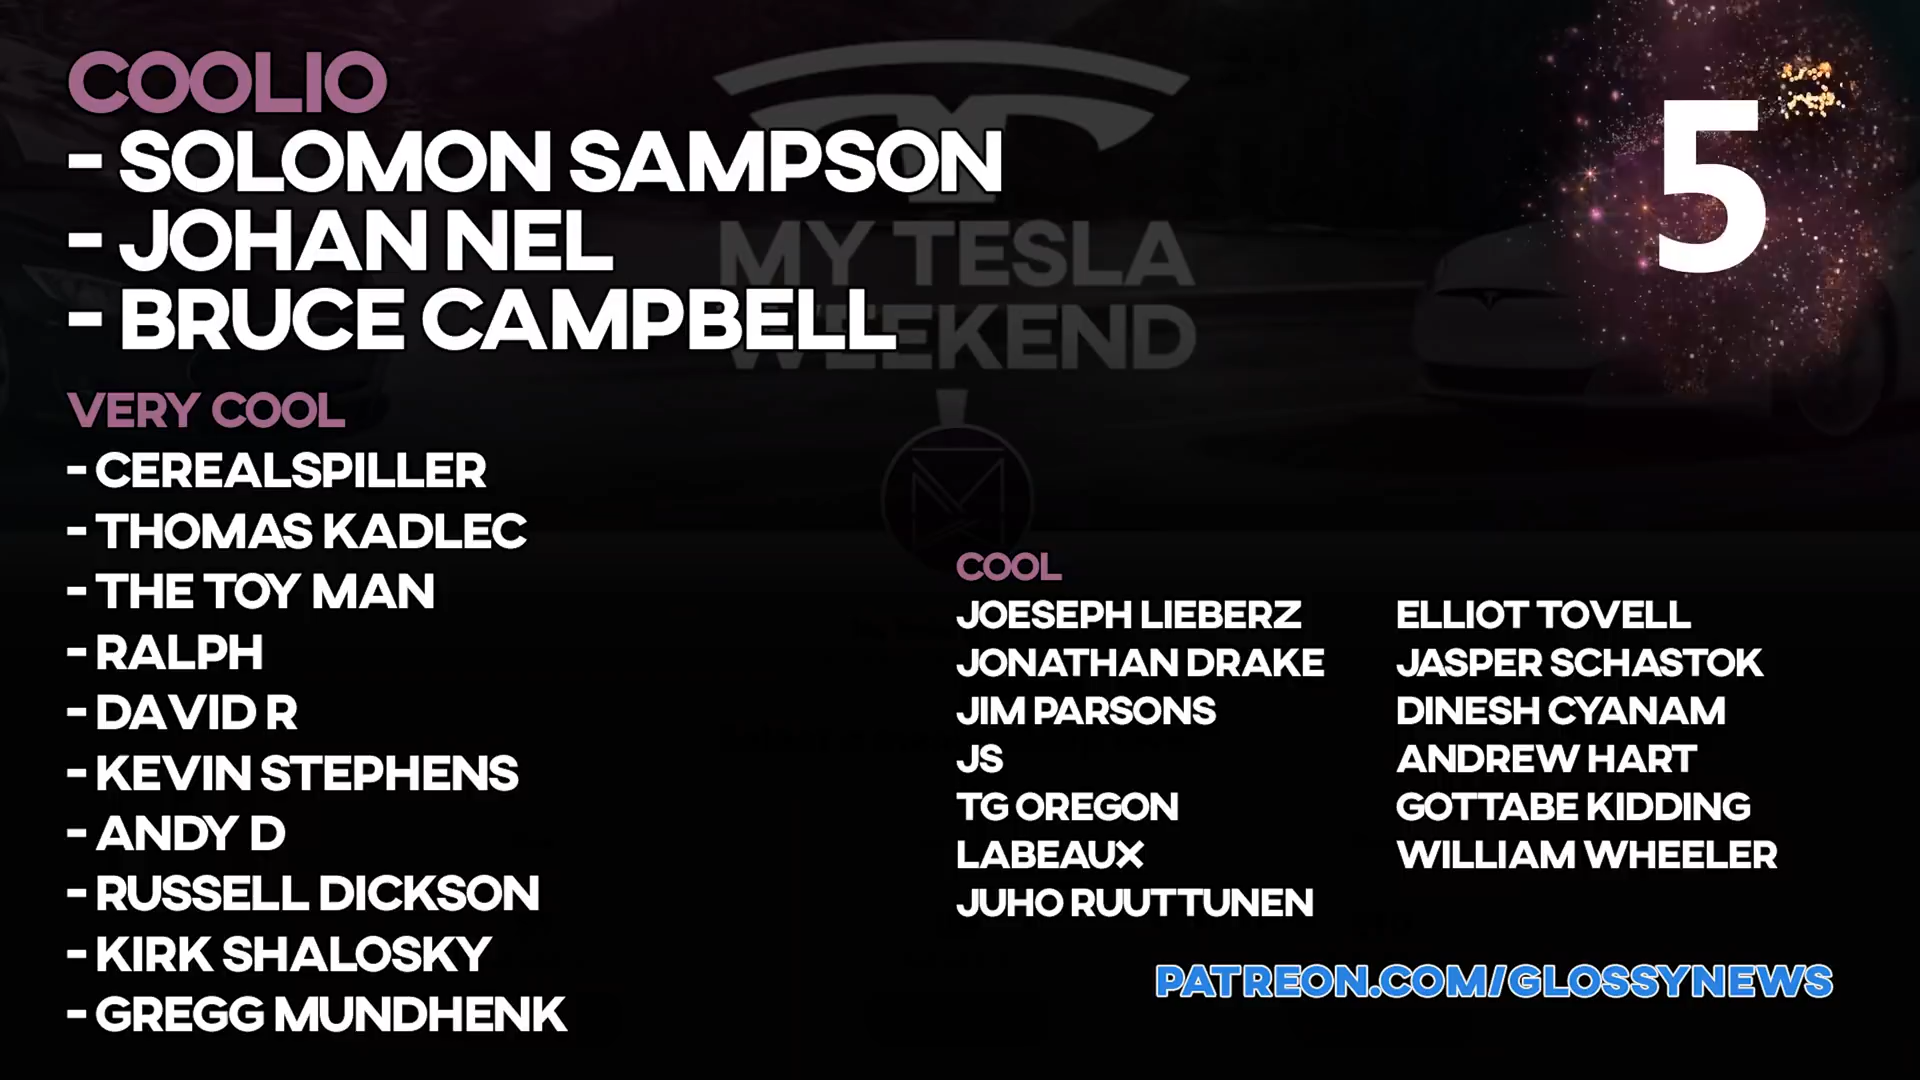 COOLIO
- SOLOMON SAMPSON
- JOHAN NEL
- BRUCE CAMPBELL
MY TESLA
WEEKEND
5
VERY COOL
- CEREALSPILLER
- THOMAS KADLEC
- THE TOY MAN
- RALPH
- DAVID R
- KEVIN STEPHENS
- ANDY D
- RUSSELL DICKSON
- KIRK SHALOSKY
- GREGG MUNDHENK
COOL
JOESEPH LIEBERZ
JONATHAN DRAKE
JIM PARSONS
JS
TG OREGON
LABEAUX
JUHO RUUTTUNEN
ELLIOT TOVELL
JASPER SCHASTOK
DINESH CYANAM
ANDREW HART
GOTTABE KIDDING
WILLIAM WHEELER
PATREON.COM/GLOSSYNEWS